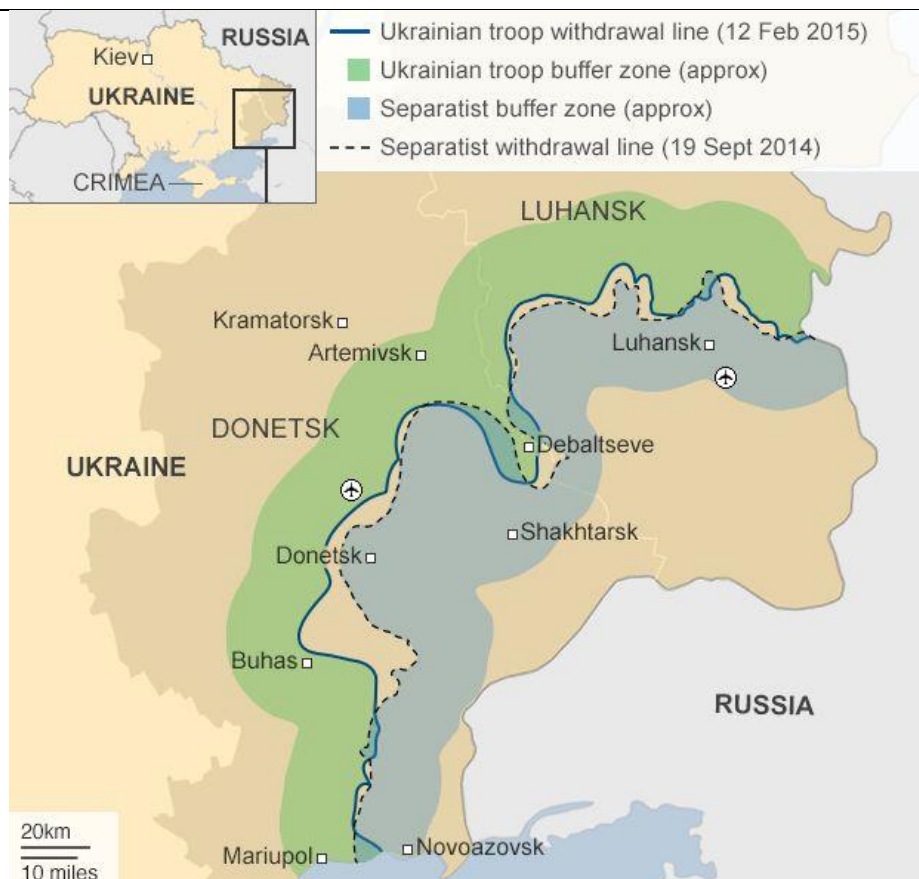 RUSSIA
Kiev
UKRAINE
CRIMEA
Ukrainian troop withdrawal line (12 Feb 2015)
Ukrainian troop buffer zone (approx)
Separatist buffer zone (approx)
Separatist withdrawal line (19 Sept 2014)
LUHANSK
Kramatorsk
Artemivsk
Luhansk
DONETSK
Debaltseve
UKRAINE
Shakhtarsk
Donetsk
Buhas
RUSSIA
20km
10 miles
Mariupol
Novoazovsk